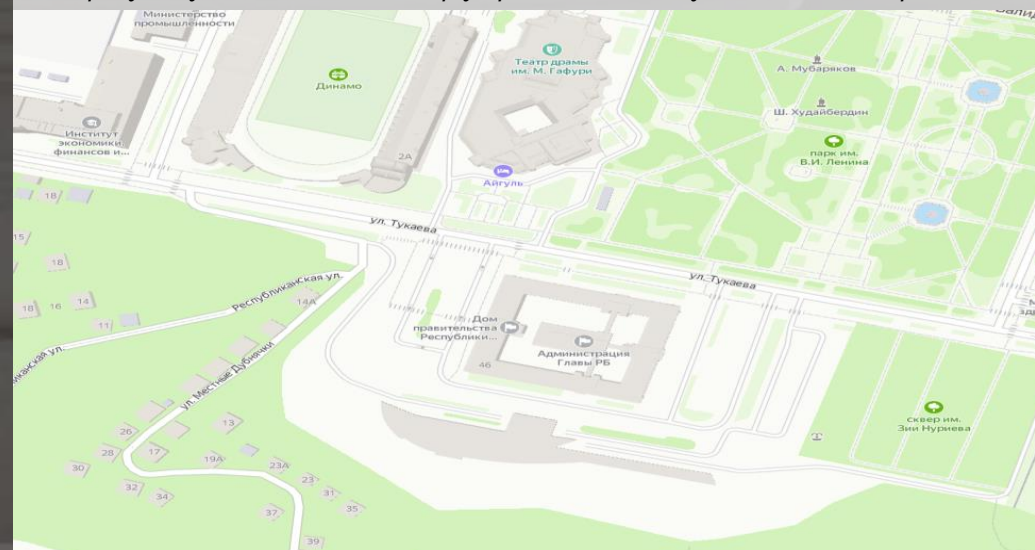 Министерство
промышленности
Театр драмы
им. М. Гафури
А. Мубаряков
Динамо
Ш. Худайбердин
Институт
экономики,
финансов и...
2А
парк им.
В.И. Ленина
Айгуль
18
ул. Тукаева
15
18
Республиканская ул.
ул. Тукаева
18
16
14
14А
11
Дом
правительства
Республики...
Администрация
Главы РБ
46
ул. Местные Дубнячки
сквер им.
Зии Нуриева
13
26
28
17
19А
23А
30
23
32
34
31
35
37
39